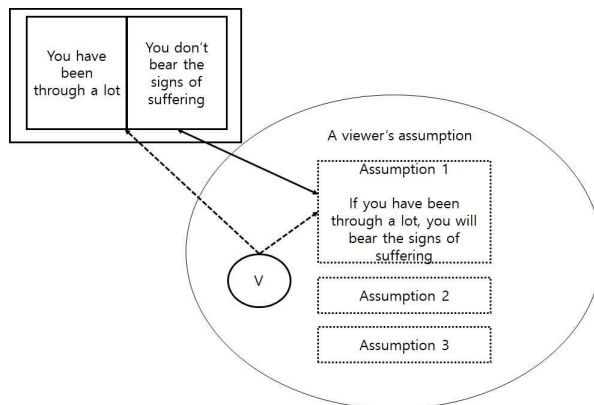 You have
been
through a lot
You don't
bear the
signs of
suffering
A viewer's assumption
Assumption 1
If you have been
through a lot, you will
bear the signs of
suffering
V
Assumption 2
Assumption 3